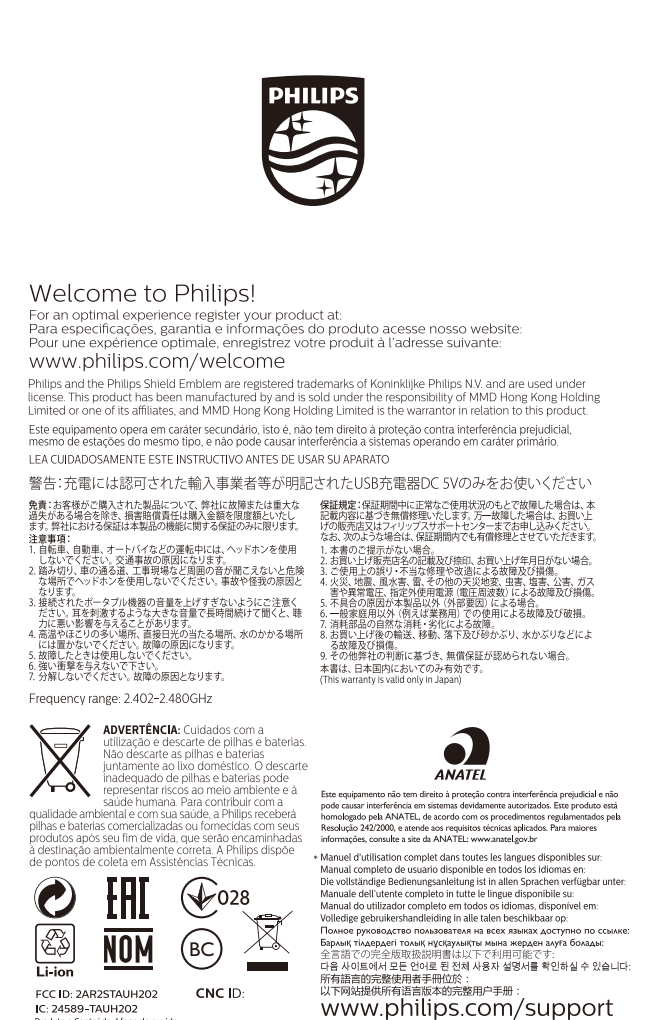 PHILIPS
Welcome to Philips!
For an optimal experience register your product at:
Para especificações, garantia e informações do produto acesse nosso website:
Pour une expérience optimale, enregistrez votre produit à l'adresse suivante:
www.philips.com/welcome
Philips and the Philips Shield Emblem are registered trademarks of Koninklijke Philips N.V. and are used under
license. This product has been manufactured by and is sold under the responsibility of MMD Hong Kong Holding
Limited or one of its affiliates, and MMD Hong Kong Holding Limited is the warrantor in relation to this product.
Este equipamento opera em caráter secundário, isto é, não tem direito à proteção contra interferência prejudicial,
mesmo de estações do mesmo tipo, e não pode causar interferência a sistemas operando em caráter primário.
LEA CUIDADOSAMENTE ESTE INSTRUCTIVO ANTES DE USAR SU APARATO
警告：充電には認可された輸入事業者等が明記されたUSB充電器DC 5Vのみをお使いください
免責：お客様がご購入された製品について、弊社に故障または重大な
過失がある場合を除き、損害賠償責任は購入金額を限度額といたし
ます。弊社における保証は本製品の機能に関する保証のみに限ります。
注意事項：
1. 自転車、自動車、オートバイなどの運転中には、ヘッドホンを使用
しないでください。交通事故の原因になります。
2. 踏み切り、車の通る道、工事現場など周囲の音が聞こえないと危険
な場所でヘッドホンを使用しないでください。事故や怪我の原因と
なります。
3. 接続されたポータブル機器の音量を上げすぎないようにご注意く
ださい。耳を刺激するような大きな音量で長時間続けて聞くと、聴
力に悪い影響を与えることがあります。
4. 高温やほこりの多い場所、直接日光の当たる場所、水のかかる場所
には置かないでください。故障の原因になります。
5. 故障したときは使用しないでください。
6. 強い衝撃を与えないで下さい。
7. 分解しないでください。故障の原因となります。
Frequency range: 2.402-2.480GHz
保証規定：保証期間中に正常なご使用状況のもとで故障した場合は、本
記載内容に基づき無償修理いたします。万一故障した場合は、お買い上
げの販売店又はフィリップスサポートセンターまでお申し込みください。
なお、次のような場合は、保証期間内でも有償修理とさせていただきます。
1. 本書のご提示がない場合。
2. お買い上げ販売店名の記載及び捺印、お買い上げ年月日がない場合。
3. ご使用上の誤り・不当な修理や改造による故障及び損傷。
4. 火災、地震、風水害、雷、その他の天災地変、虫害、塩害、公害、ガス
害や異常電圧、指定外使用電源（電圧周波数）による故障及び損傷。
5. 不具合の原因が本製品以外（外部要因）による場合。
6. 一般家庭用以外（例えば業務用）での使用による故障及び破損。
7. 消耗部品の自然な消耗・劣化による故障。
8. お買い上げ後の輸送、移動、落下及び砂かぶり、水かぶりなどによ
る故障及び損傷。
9. その他弊社の判断に基づき、無償保証が認められない場合。
本書は、日本国内においてのみ有効です。
(This warranty is valid only in Japan)
ADVERTÊNCIA: Cuidados com a
utilização e descarte de pilhas e baterias.
Não descarte as pilhas e baterias
juntamente ao lixo doméstico. O descarte
inadequado de pilhas e baterias pode
representar riscos ao meio ambiente e à
saúde humana. Para contribuir com a
qualidade ambiental e com sua saúde, a Philips receberá
pilhas e baterias comercializadas ou fornecidas com seus
produtos após seu fim de vida, que serão encaminhadas
à destinação ambientalmente correta. A Philips dispõe
de pontos de coleta em Assistências Técnicas.
EAC
028
Li-ion
NOM
BC
FCC ID: 2AR2STAUH202
CNC ID:
IC: 24589-TAUH202
ANATEL
Este equipamento não tem direito à proteção contra interferência prejudicial e não
pode causar interferência em sistemas devidamente autorizados. Este produto está
homologado pela ANATEL, de acordo com os procedimentos regulamentados pela
Resolução 242/2000, e atende aos requisitos técnicos aplicados. Para maiores
informações, consulte a site da ANATEL: www.anatel.gov.br
* Manuel d'utilisation complet dans toutes les langues disponibles sur:
Manual completo de usuario disponible en todos los idiomas en:
Die vollständige Bedienungsanleitung ist in allen Sprachen verfügbar unter:
Manuale dell'utente completo in tutte le lingue disponibile su:
Manual do utilizador completo em todos os idiomas, disponível em:
Volledige gebruikershandleiding in alle talen beschikbaar op:
Полное руководство пользователя на всех языках доступно по ссылке:
Барлық тілдердегі толық нұсқаулықты мына жерден алуға болады:
全言語での完全版取扱説明書は以下で利用可能です:
다음 사이트에서 모든 언어로 된 전체 사용자 설명서를 확인하실 수 있습니다:
所有語言的完整使用者手冊位於：
以下网站提供所有语言版本的完整用户手册：
www.philips.com/support